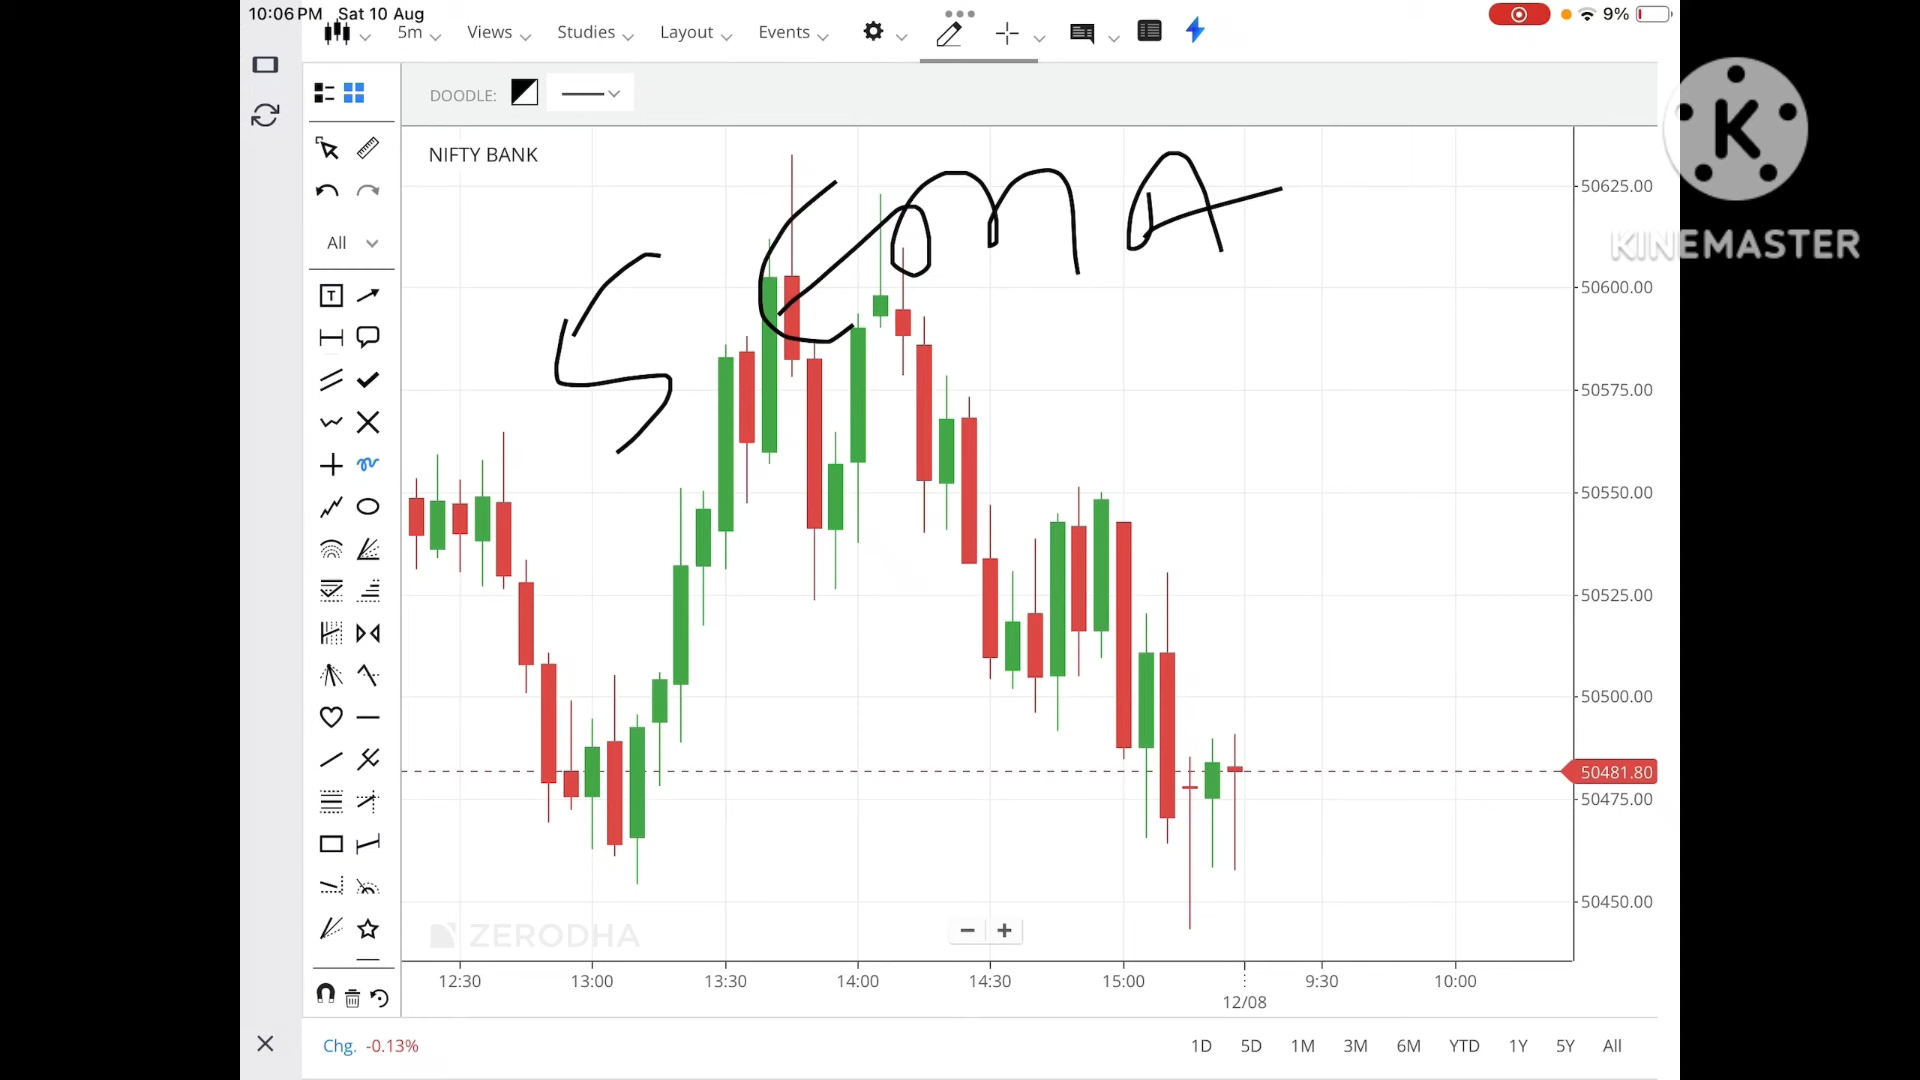 10:06 PM Sat 10 Aug
9%
5m Views Studies Layout Events
DOODLE:
NIFTY BANK
All
T
5 EMA
K
KINEMASTER
50625.00
50600.00
50575.00
50550.00
50525.00
50500.00
50481.80
50475.00
50450.00
ZERODHA
− +
12:30 13:00 13:30 14:00 14:30 15:00 9:30 10:00
12/08
Chg. -0.13%
1D 5D 1M 3M 6M YTD 1Y 5Y All